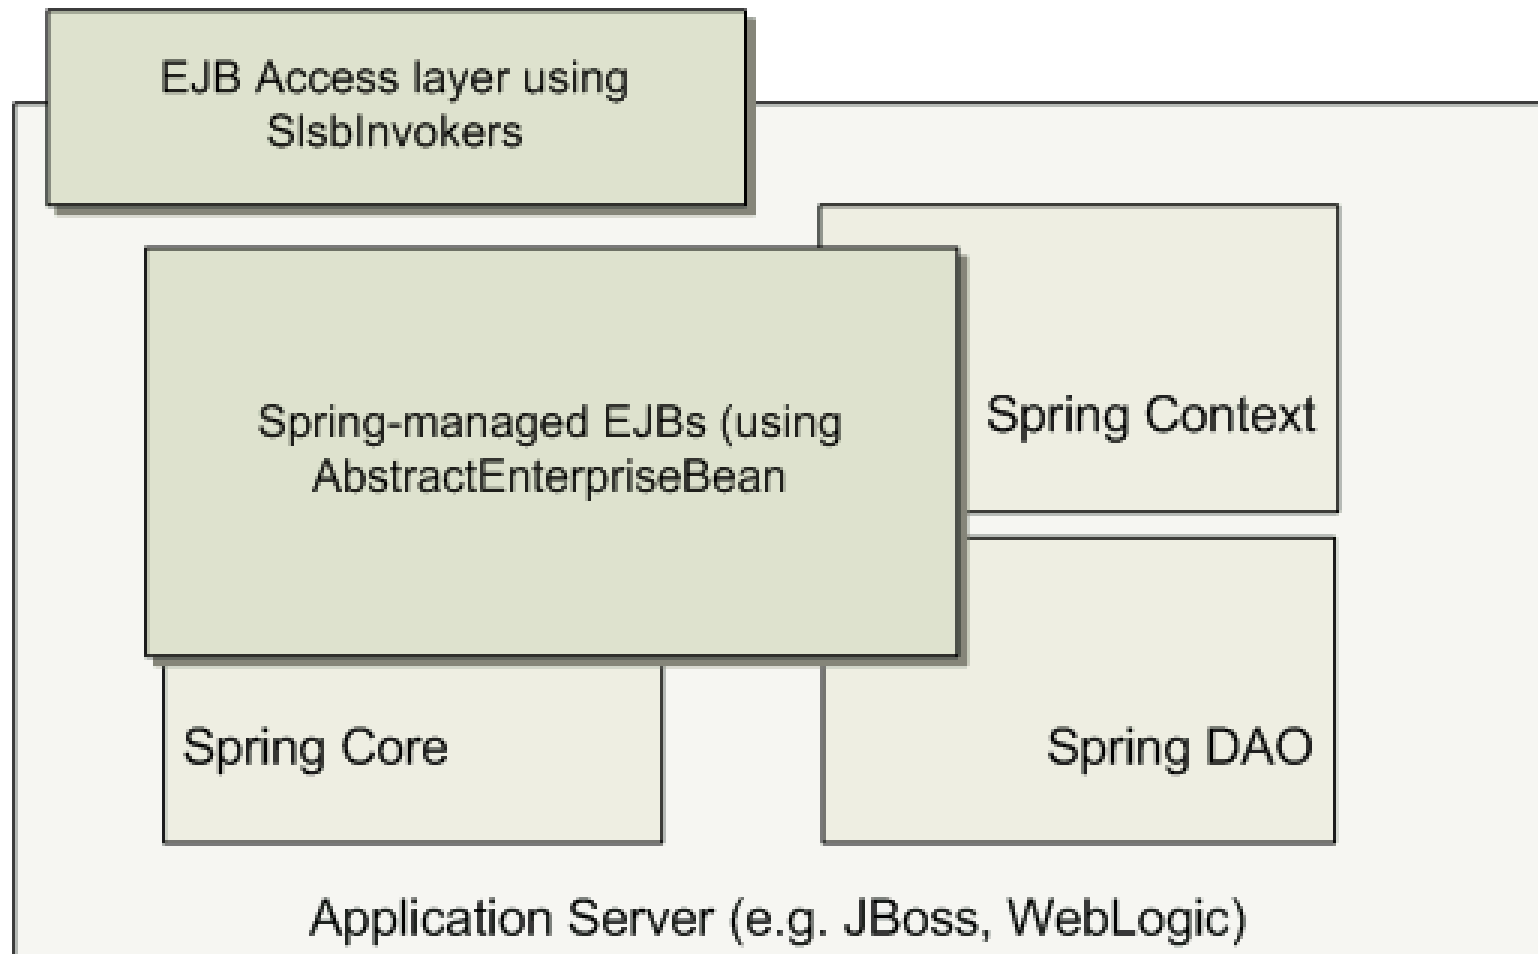 EJB Access layer using
SlsbInvokers
Spring-managed EJBs (using
AbstractEnterpriseBean
Spring Context
Spring Core
Spring DAO
Application Server (e.g. JBoss, WebLogic)